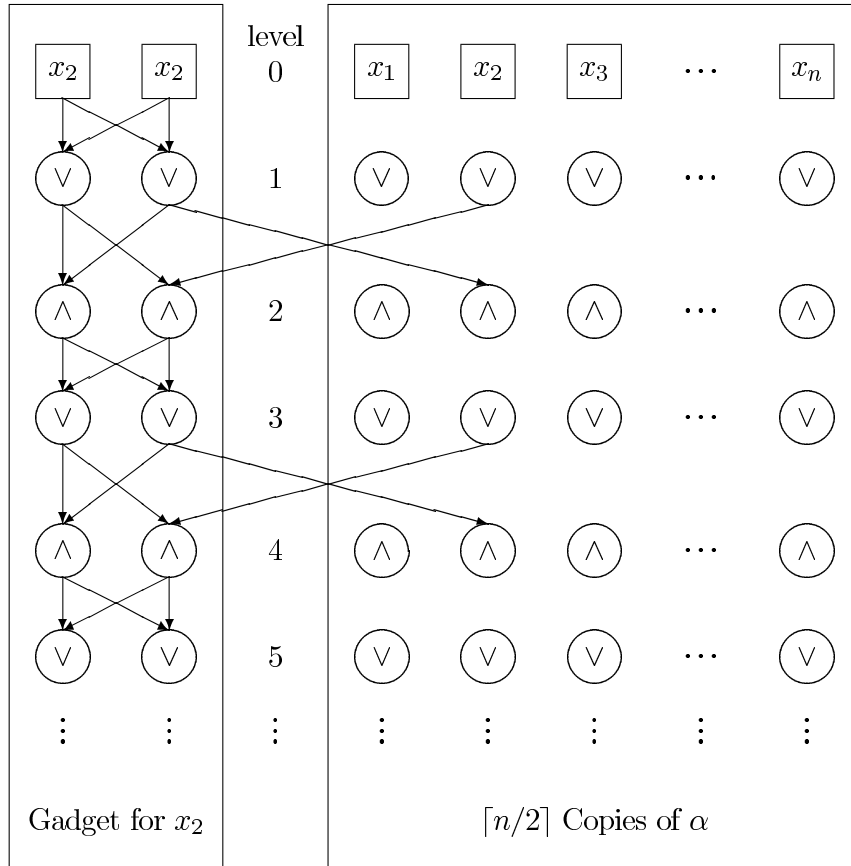 level
x₂ x₂ 0 x₁ x₂ x₃ ⋯ xₙ
∨ ∨ 1 ∨ ∨ ∨ ⋯ ∨
∧ ∧ 2 ∧ ∧ ∧ ⋯ ∧
∨ ∨ 3 ∨ ∨ ∨ ⋯ ∨
∧ ∧ 4 ∧ ∧ ∧ ⋯ ∧
∨ ∨ 5 ∨ ∨ ∨ ⋯ ∨
⋮ ⋮ ⋮ ⋮ ⋮ ⋮ ⋮ ⋮
Gadget for x₂ ⌈n/2⌉ Copies of α